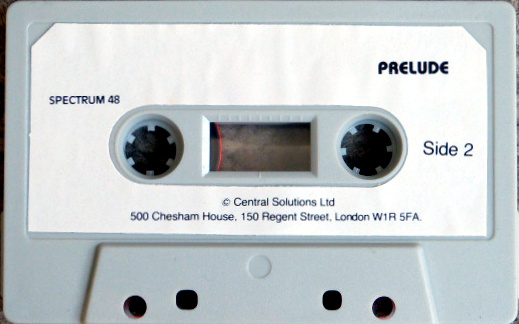 PRELUDE
SPECTRUM 48
Side 2
© Central Solutions Ltd
500 Chesham House, 150 Regent Street, London W1R 5FA.